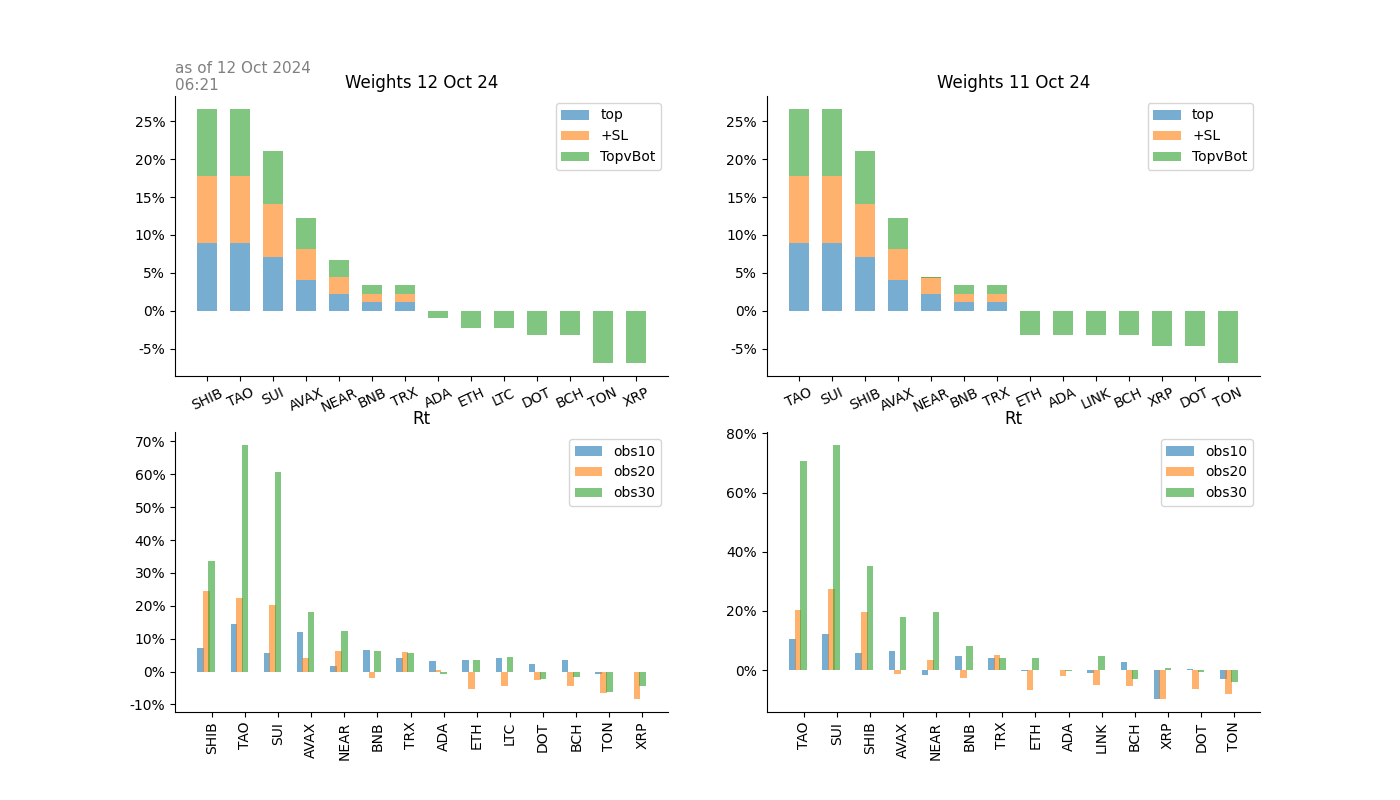 as of 12 Oct 2024
06:21
Weights 12 Oct 24
25%
20%
15%
10%
5%
0%
-5%
top
+SL
TopvBot
SHIB TAO SUI AVAX NEAR BNB TRX ADA ETH LTC DOT BCH TON XRP
Weights 11 Oct 24
25%
20%
15%
10%
5%
0%
-5%
top
+SL
TopvBot
TAO SUI SHIB AVAX NEAR BNB TRX ETH ADA LINK BCH XRP DOT TON
Rt
70%
60%
50%
40%
30%
20%
10%
0%
-10%
obs10
obs20
obs30
SHIB TAO SUI AVAX NEAR BNB TRX ADA ETH LTC DOT BCH TON XRP
Rt
80%
60%
40%
20%
0%
obs10
obs20
obs30
TAO SUI SHIB AVAX NEAR BNB TRX ETH ADA LINK BCH XRP DOT TON